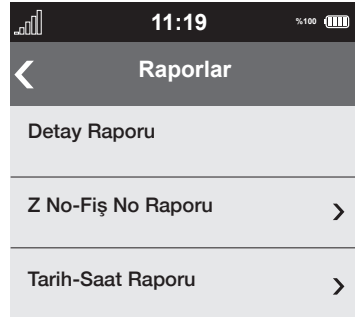 11:19
%100
Raporlar
Detay Raporu
Z No-Fiş No Raporu
Tarih-Saat Raporu